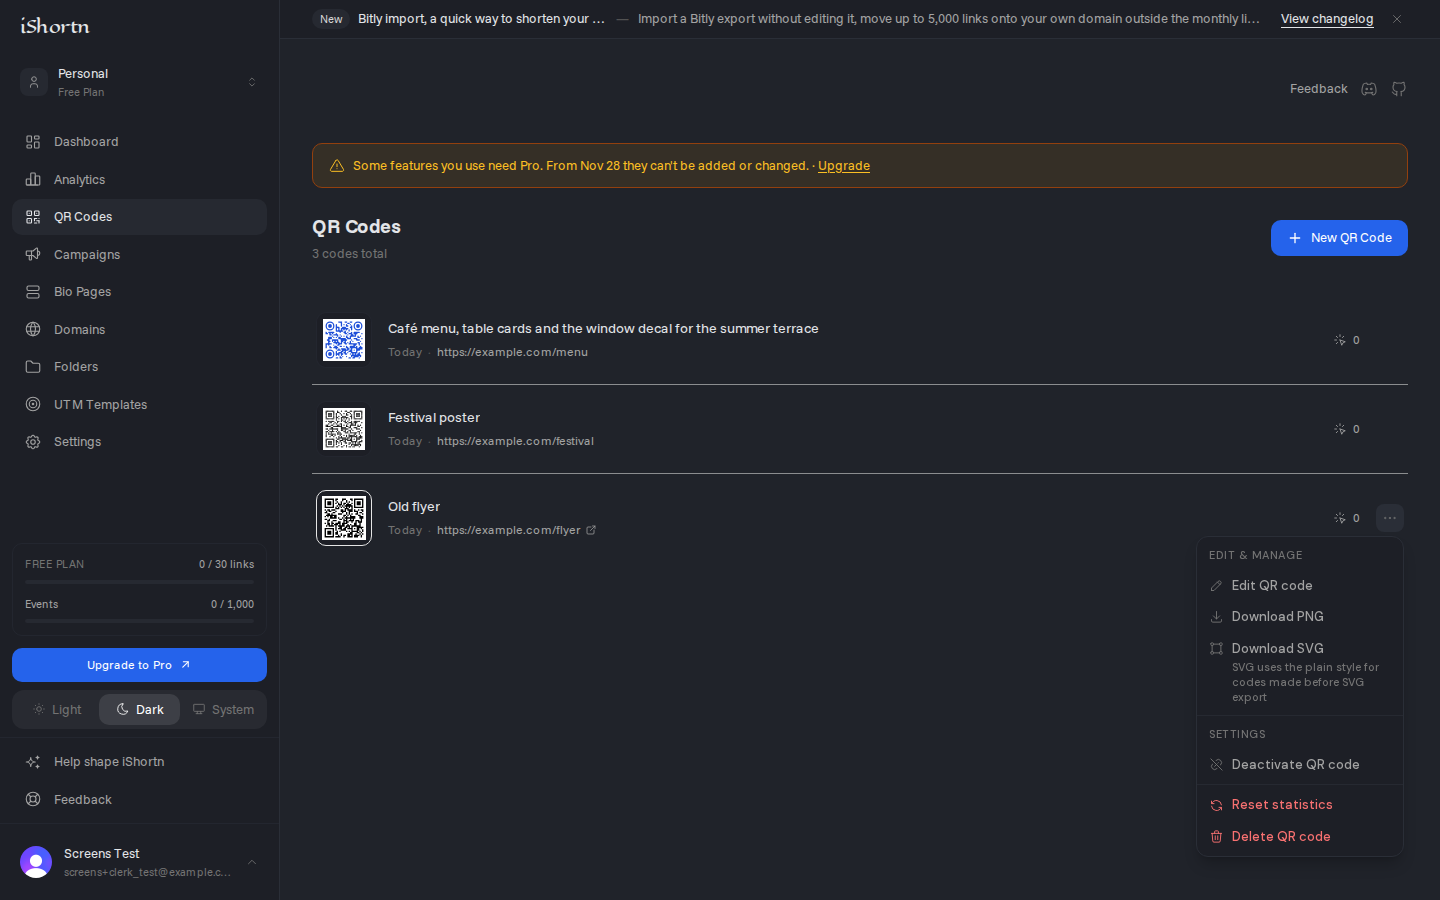 iShortn
Personal
Free Plan
Dashboard
Analytics
QR Codes
Campaigns
Bio Pages
Domains
Folders
UTM Templates
Settings
FREE PLAN 0 / 30 links
Events 0 / 1,000
Upgrade to Pro
Light Dark System
Help shape iShortn
Feedback
Screens Test
screens+clerk_test@example.c...
New Bitly import, a quick way to shorten your ... — Import a Bitly export without editing it, move up to 5,000 links onto your own domain outside the monthly li... View changelog
Feedback
Some features you use need Pro. From Nov 28 they can't be added or changed. · Upgrade
QR Codes
3 codes total
New QR Code
Café menu, table cards and the window decal for the summer terrace
Today · https://example.com/menu
0
Festival poster
Today · https://example.com/festival
0
Old flyer
Today · https://example.com/flyer
0
EDIT & MANAGE
Edit QR code
Download PNG
Download SVG
SVG uses the plain style for
codes made before SVG
export
SETTINGS
Deactivate QR code
Reset statistics
Delete QR code